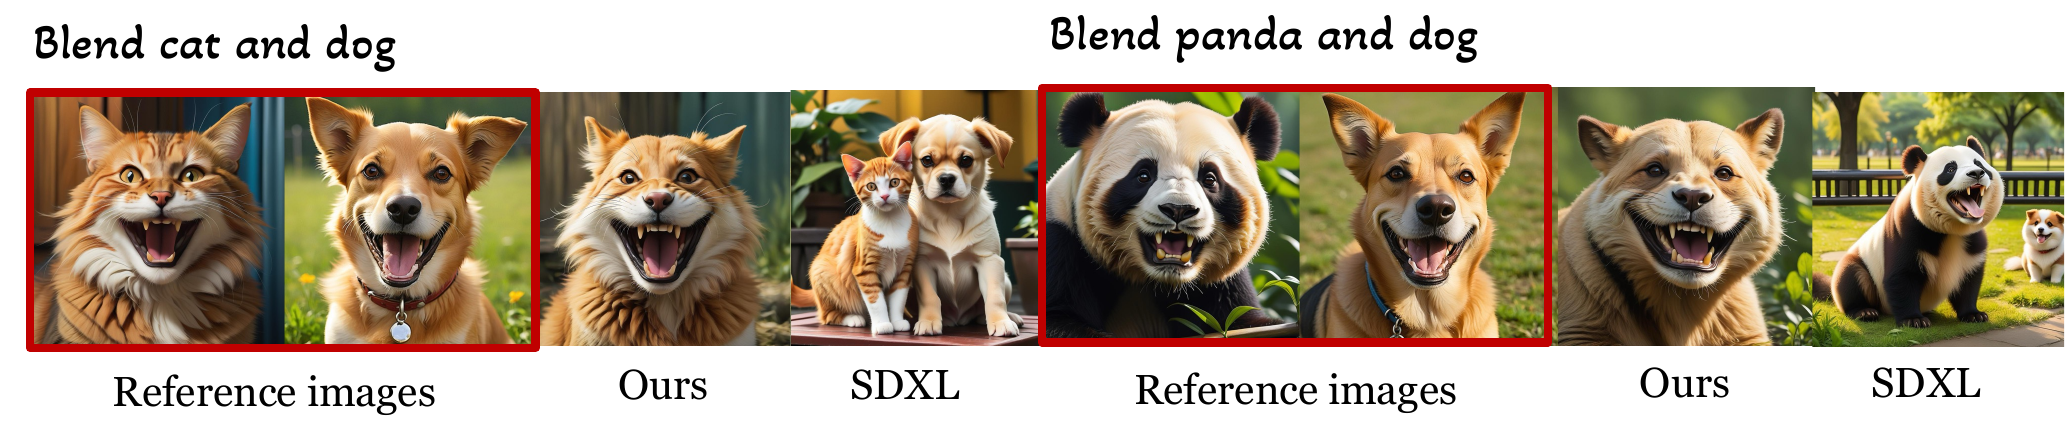 Blend cat and dog
Blend panda and dog
Reference images
Ours
SDXL
Reference images
Ours
SDXL